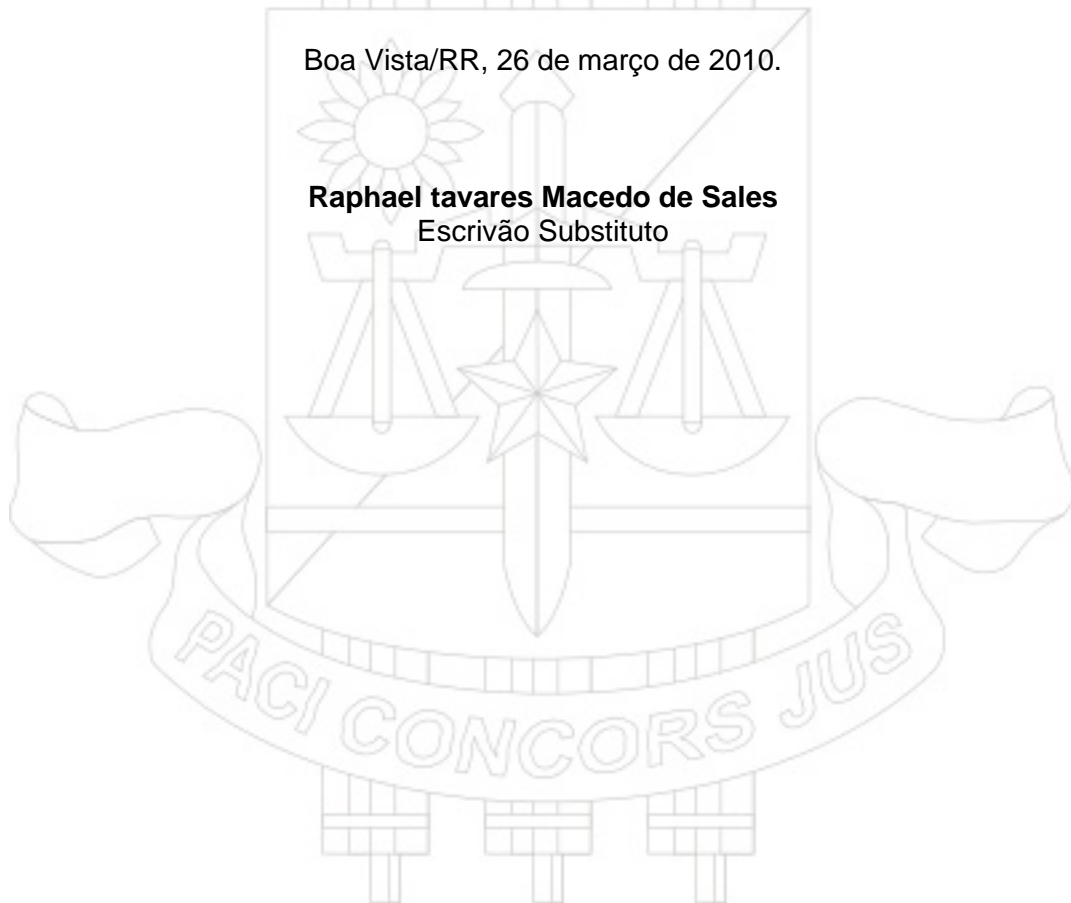 Boa Vista/RR, 26 de março de 2010.
Raphael tavares Macedo de Sales
Escrivão Substituto
PACI CONCORS JUS